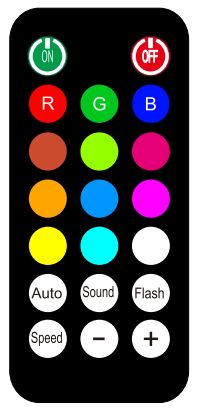 ON OFF
R G B
Auto Sound Flash
Speed - +